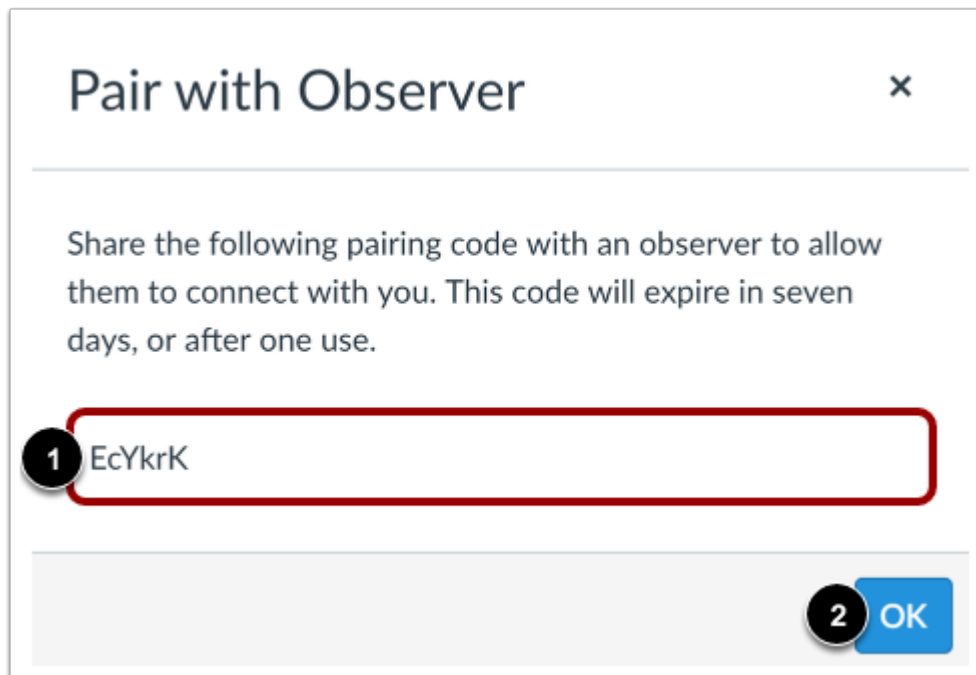 Pair with Observer ×
Share the following pairing code with an observer to allow
them to connect with you. This code will expire in seven
days, or after one use.
1 EcYkrK
2 OK